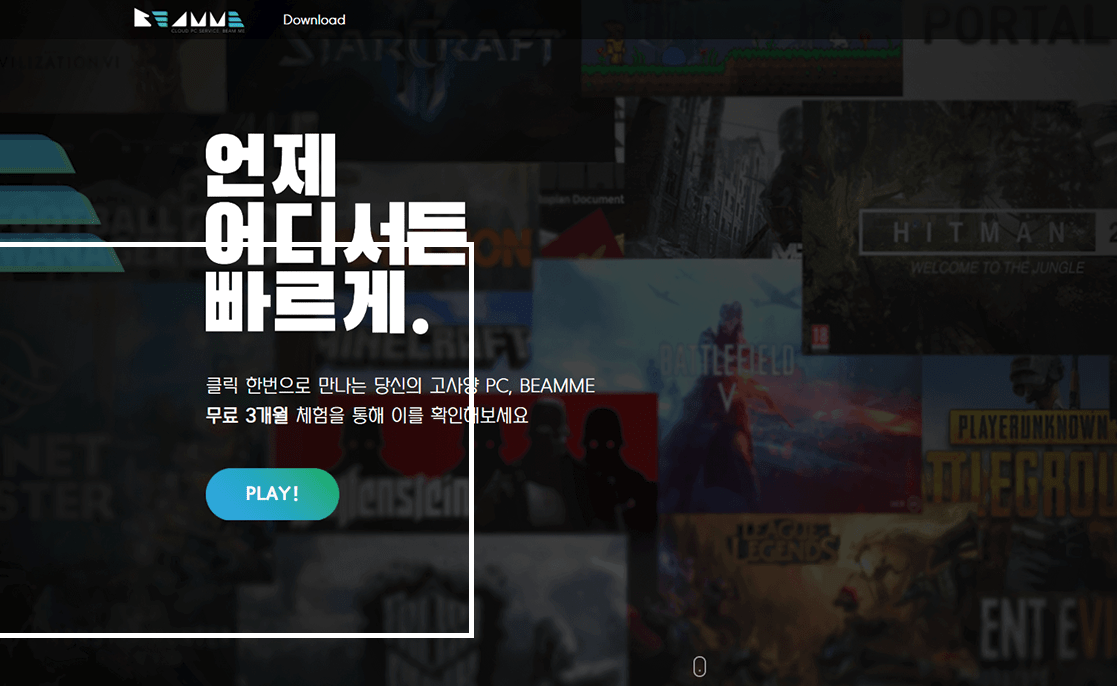 BEAMME
CLOUD PC SERVICE. BEAM ME
Download
STARCRAFT
PORTAL
언제
어디서든
빠르게.
HITMAN 2
WELCOME TO THE JUNGLE
MINECRAFT
BATTLEFIELD
V
클릭 한번으로 만나는 당신의 고사양 PC, BEAMME
무료 3개월 체험을 통해 이를 확인해보세요
PLAYERUNKNOWN'
TTLEGROU
PLAY!
Wolfenstein
LEAGUE OF
LEGENDS
ENT EVI